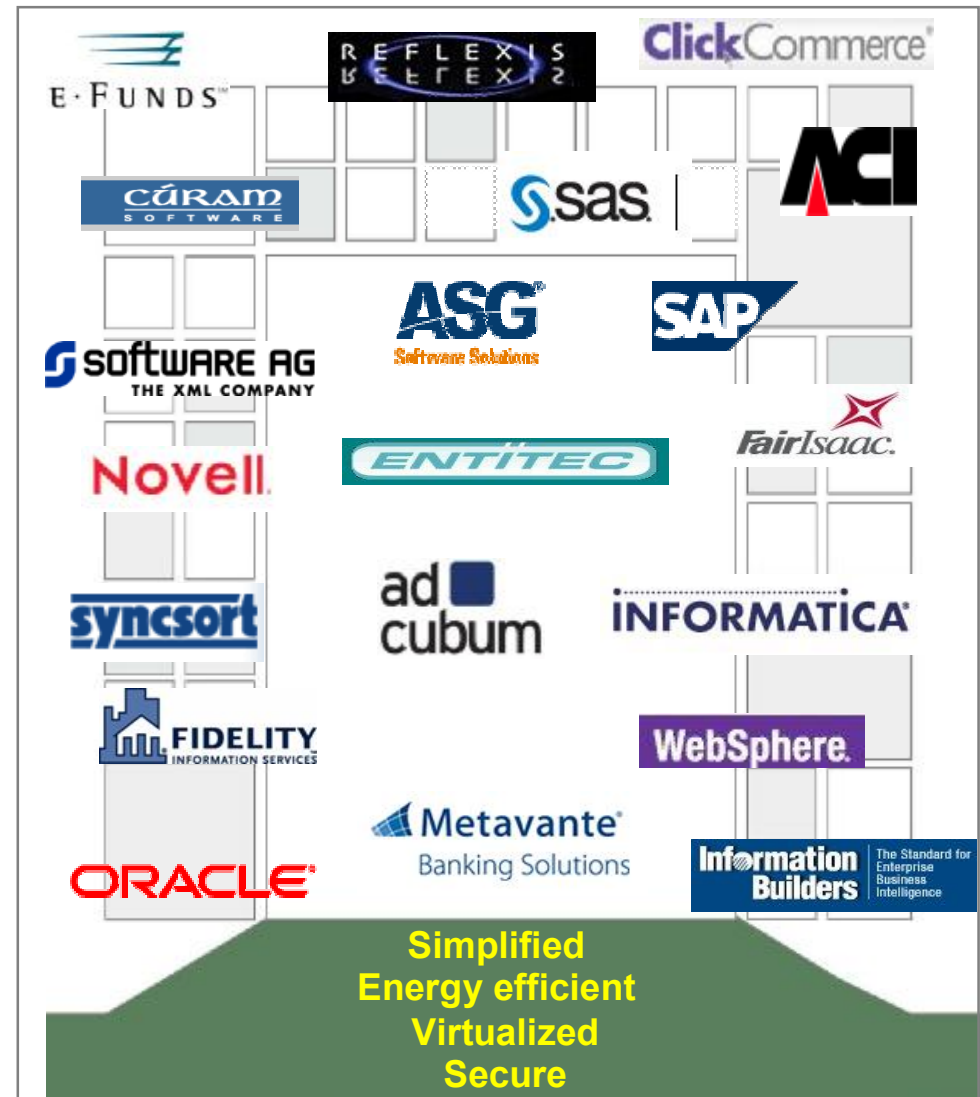 E·FUNDS™
REFLEXIS
ClickCommerce®
ACI
CÚRAM
SOFTWARE
sas.
ASG®
Software Solutions
SAP
SOFTWARE AG
THE XML COMPANY
FairIsaac.
Novell.
ENTITEC
syncsort
ad
cubum
INFORMATICA®
FIDELITY
INFORMATION SERVICES
WebSphere.
Metavante®
Banking Solutions
ORACLE®
Information
Builders
The Standard for
Enterprise
Business
Intelligence
Simplified
Energy efficient
Virtualized
Secure